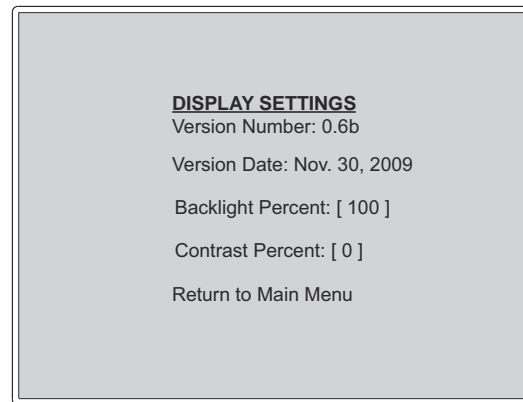 DISPLAY SETTINGS
Version Number: 0.6b
Version Date: Nov. 30, 2009
Backlight Percent: [ 100 ]
Contrast Percent: [ 0 ]
Return to Main Menu